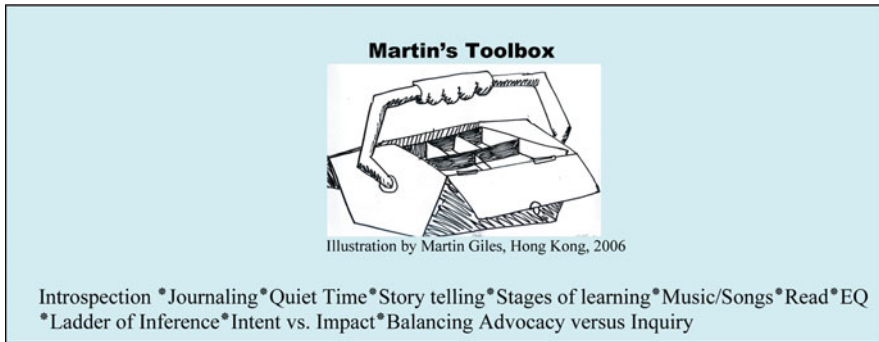 Martin's Toolbox
Illustration by Martin Giles, Hong Kong, 2006
Introspection *Journaling*Quiet Time*Story telling*Stages of learning*Music/Songs*Read*EQ
*Ladder of Inference*Intent vs. Impact*Balancing Advocacy versus Inquiry